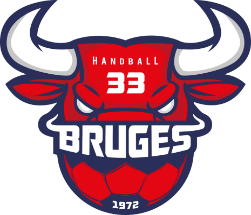 HANDBALL
33
BRUGES
1972